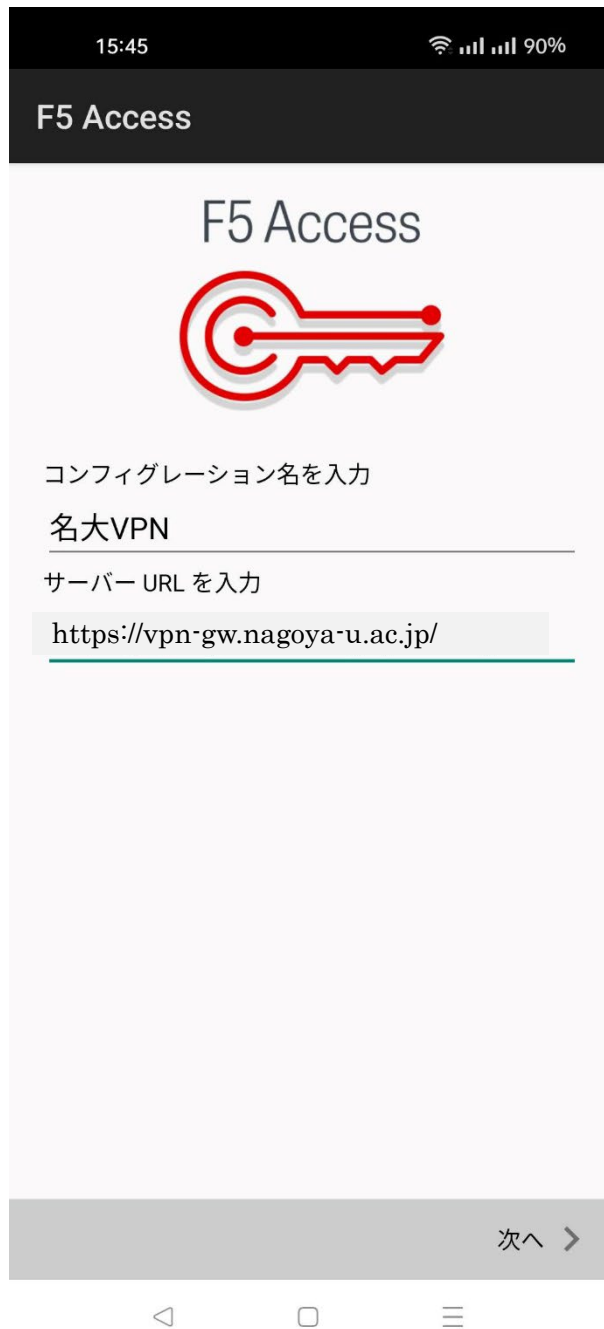 15:45
90%
F5 Access
F5 Access
コンフィグレーション名を入力
名大VPN
サーバー URL を入力
https://vpn-gw.nagoya-u.ac.jp/
次へ